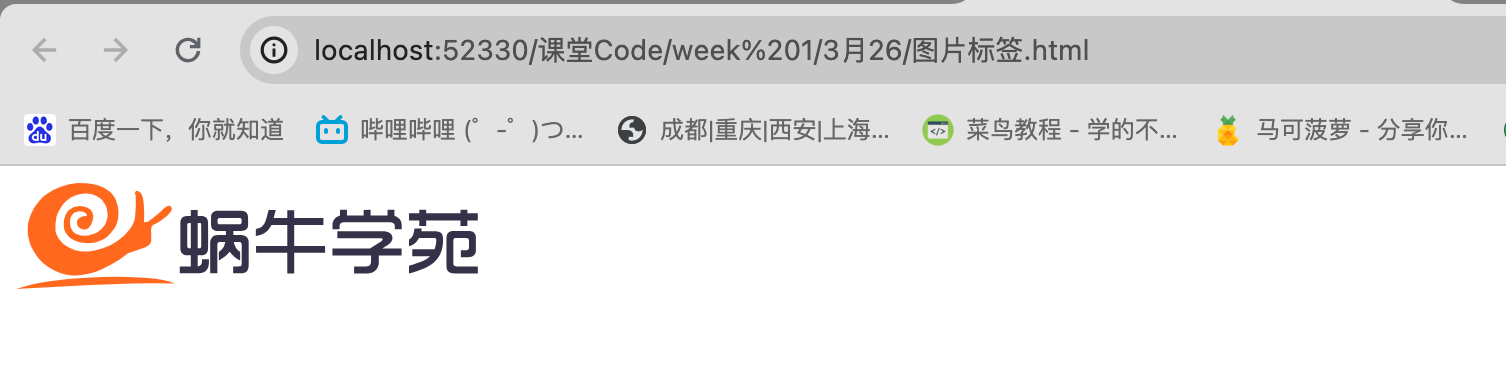 localhost:52330/课堂Code/week%201/3月26/图片标签.html
百度一下，你就知道 哔哩哔哩 (゜-゜)つ... 成都|重庆|西安|上海... 菜鸟教程 - 学的不... 马可菠萝 - 分享你...
蜗牛学苑